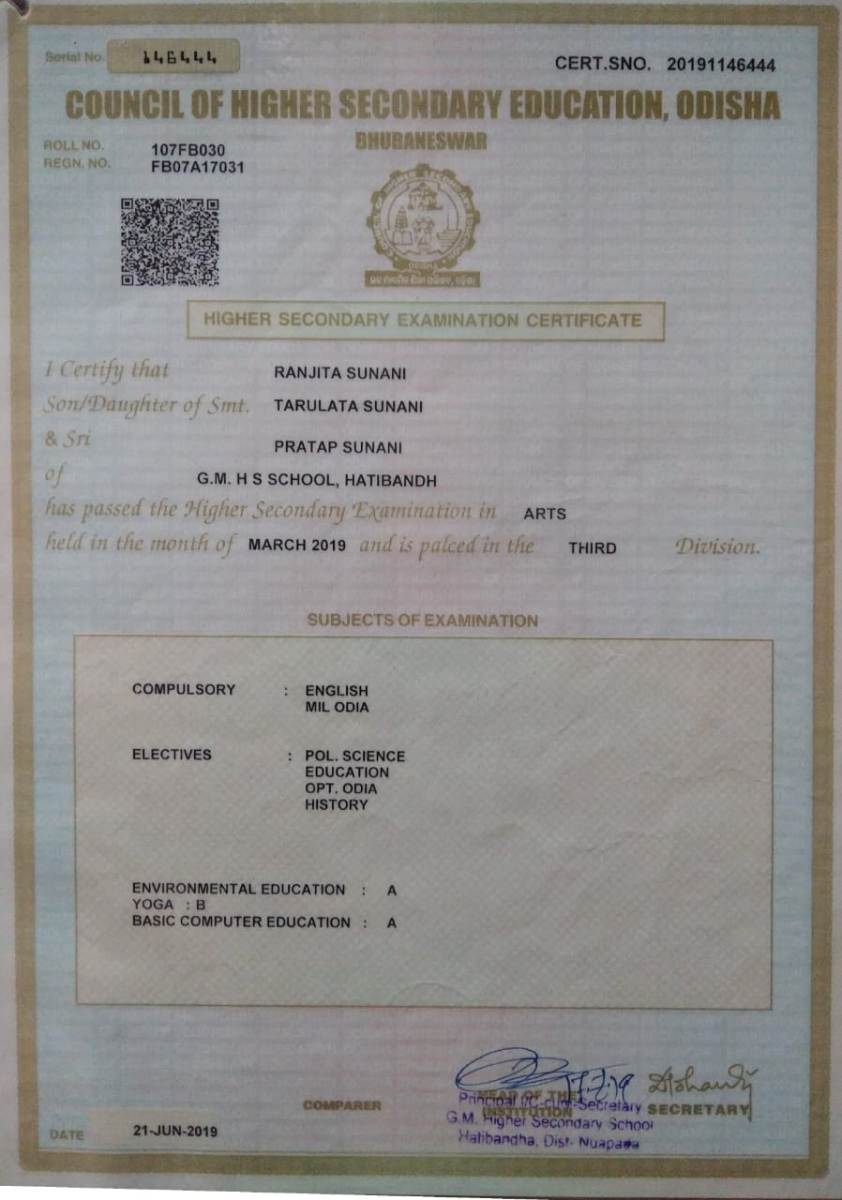 Serial No. 146444
CERT.SNO. 20191146444
COUNCIL OF HIGHER SECONDARY EDUCATION, ODISHA
BHUBANESWAR
ROLL NO. 107FB030
REGN. NO. FB07A17031
HIGHER SECONDARY EXAMINATION CERTIFICATE
I Certify that RANJITA SUNANI
Son/Daughter of Smt. TARULATA SUNANI
& Sri PRATAP SUNANI
of G.M. H S SCHOOL, HATIBANDH
has passed the Higher Secondary Examination in ARTS
held in the month of MARCH 2019 and is palced in the THIRD Division.
SUBJECTS OF EXAMINATION
COMPULSORY : ENGLISH
MIL ODIA
ELECTIVES : POL. SCIENCE
EDUCATION
OPT. ODIA
HISTORY
ENVIRONMENTAL EDUCATION : A
YOGA : B
BASIC COMPUTER EDUCATION : A
COMPARER
HEAD OF THE
INSTITUTION
Principal I/C-cum-Secretary
G.M. Higher Secondary School
Hatibandha, Dist- Nuapada
SECRETARY
DATE 21-JUN-2019